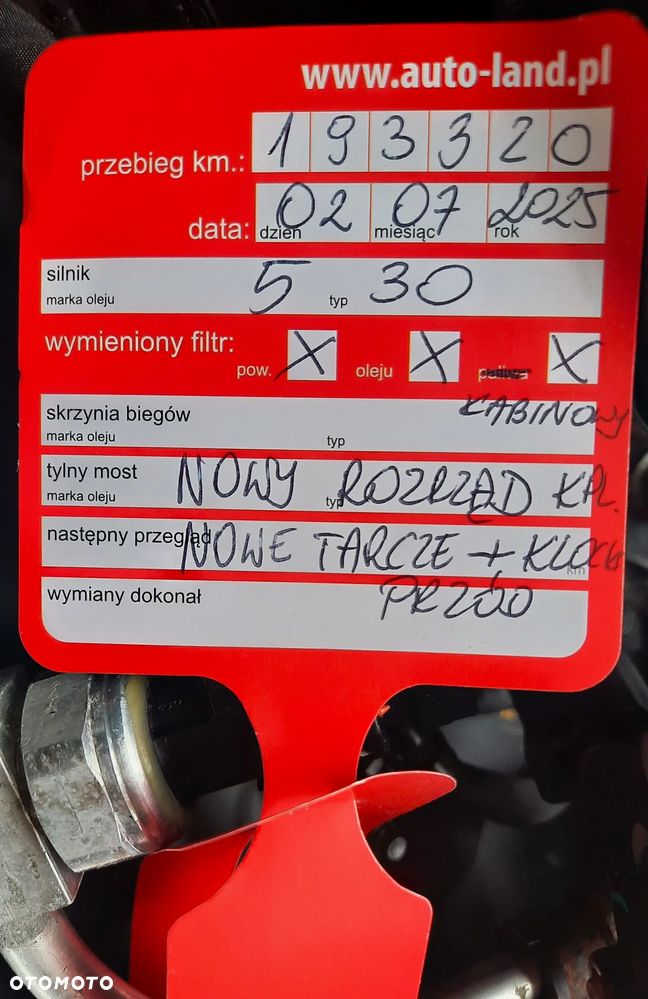 www.auto-land.pl
przebieg km.: 193320
data: 02 07 2025
dzień miesiąc rok
silnik
marka oleju 5 typ 30
wymieniony filtr:
pow. X oleju X paliwa X
KABINOWY
skrzynia biegów
marka oleju typ
tylny most NOWY ROZRZĄD KPL.
marka oleju typ
następny przegląd NOWE TARCZE + KLOCKI
km
wymiany dokonał PRZÓD
OTOMOTO